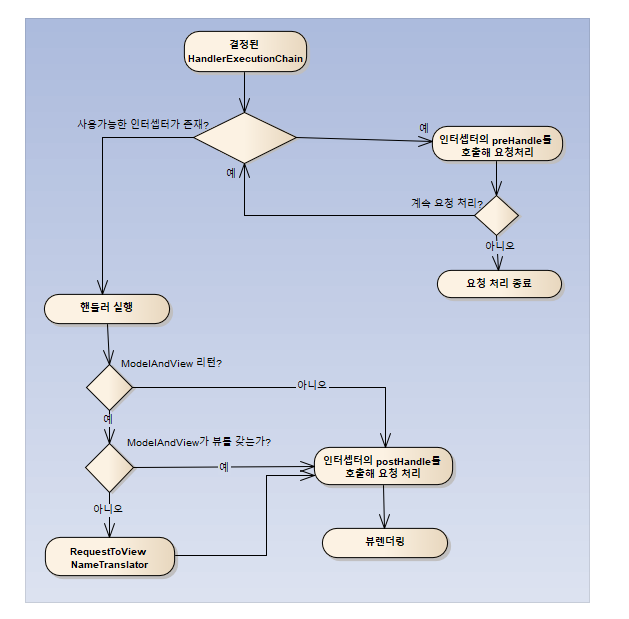 결정된
HandlerExecutionChain
사용가능한 인터셉터가 존재?
예
인터셉터의 preHandle를
호출해 요청처리
예
계속 요청 처리?
아니오
요청 처리 종료
핸들러 실행
ModelAndView 리턴?
아니오
예
ModelAndView가 뷰를 갖는가?
인터셉터의 postHandle를
호출해 요청 처리
예
아니오
RequestToView
NameTranslator
뷰렌더링